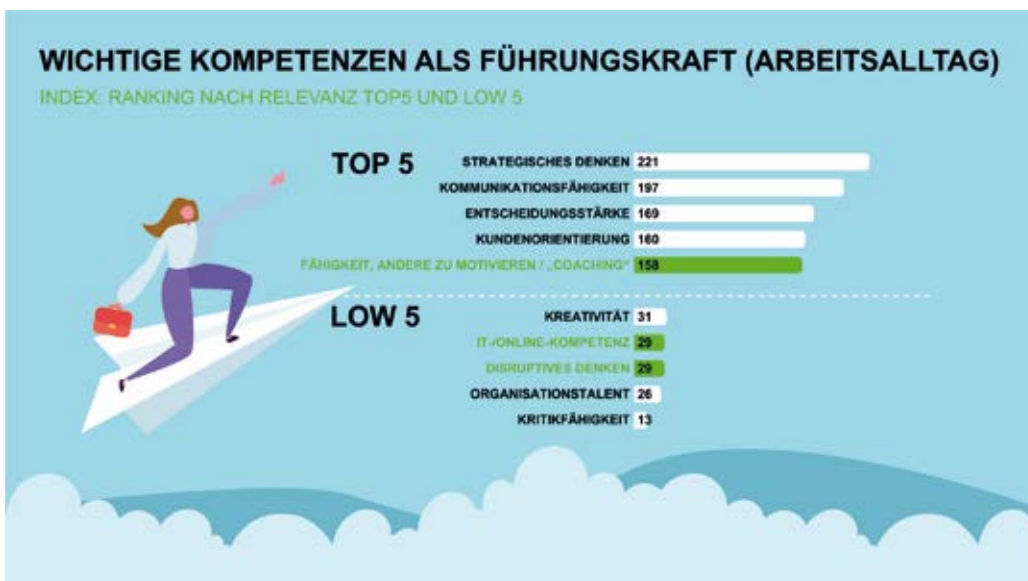 WICHTIGE KOMPETENZEN ALS FÜHRUNGSKRAFT (ARBEITSALLTAG)
INDEX: RANKING NACH RELEVANZ TOP5 UND LOW 5
TOP 5
STRATEGISCHES DENKEN 221
KOMMUNIKATIONSFÄHIGKEIT 197
ENTSCHEIDUNGSSTÄRKE 169
KUNDENORIENTIERUNG 160
FÄHIGKEIT, ANDERE ZU MOTIVIEREN / „COACHING“ 158
LOW 5
KREATIVITÄT 31
IT-/ONLINE-KOMPETENZ 29
DISRUPTIVES DENKEN 29
ORGANISATIONSTALENT 26
KRITIKFÄHIGKEIT 13